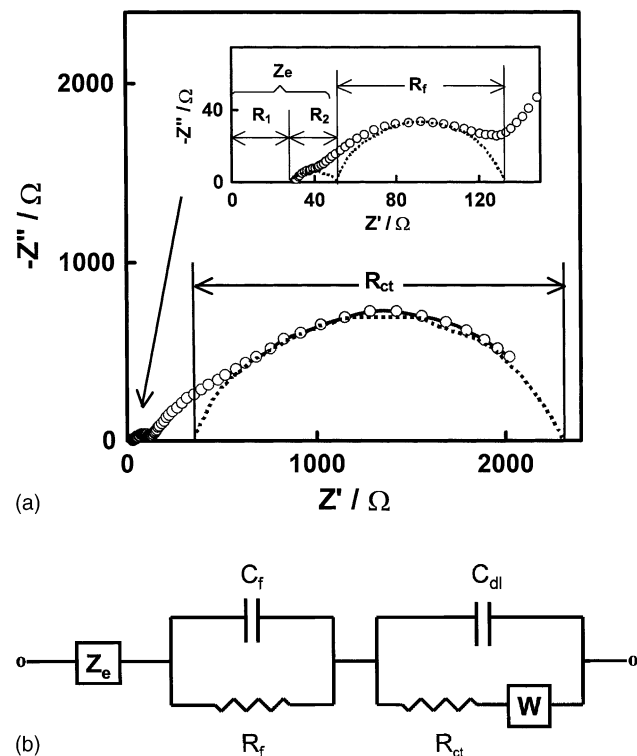 2000
1000
0
-Z'' / Ω
0
1000
2000
Z' / Ω
R_ct
Z_e
R_1
R_2
R_f
40
0
-Z'' / Ω
0
40
80
120
Z' / Ω
(a)
C_f
C_dl
o
Z_e
W
o
R_f
R_ct
(b)